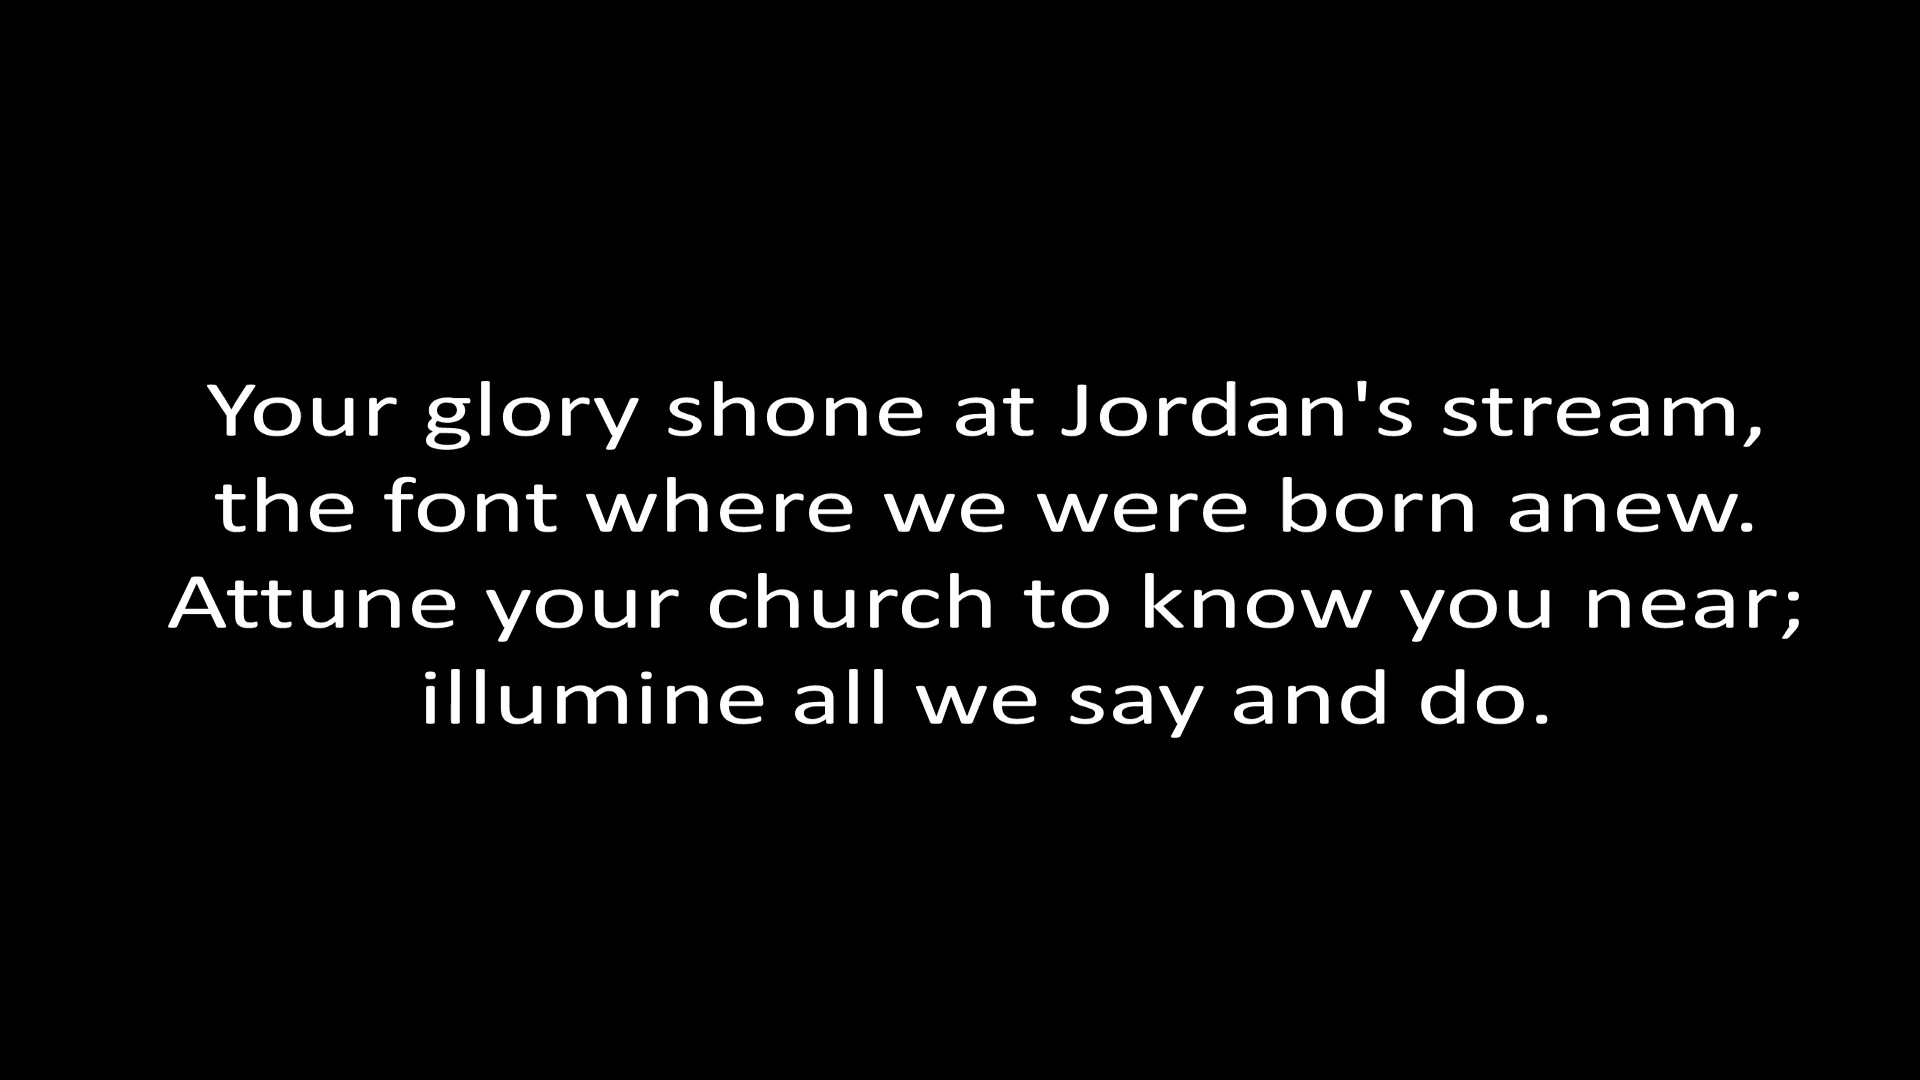 Your glory shone at Jordan's stream,
the font where we were born anew.
Attune your church to know you near;
illumine all we say and do.